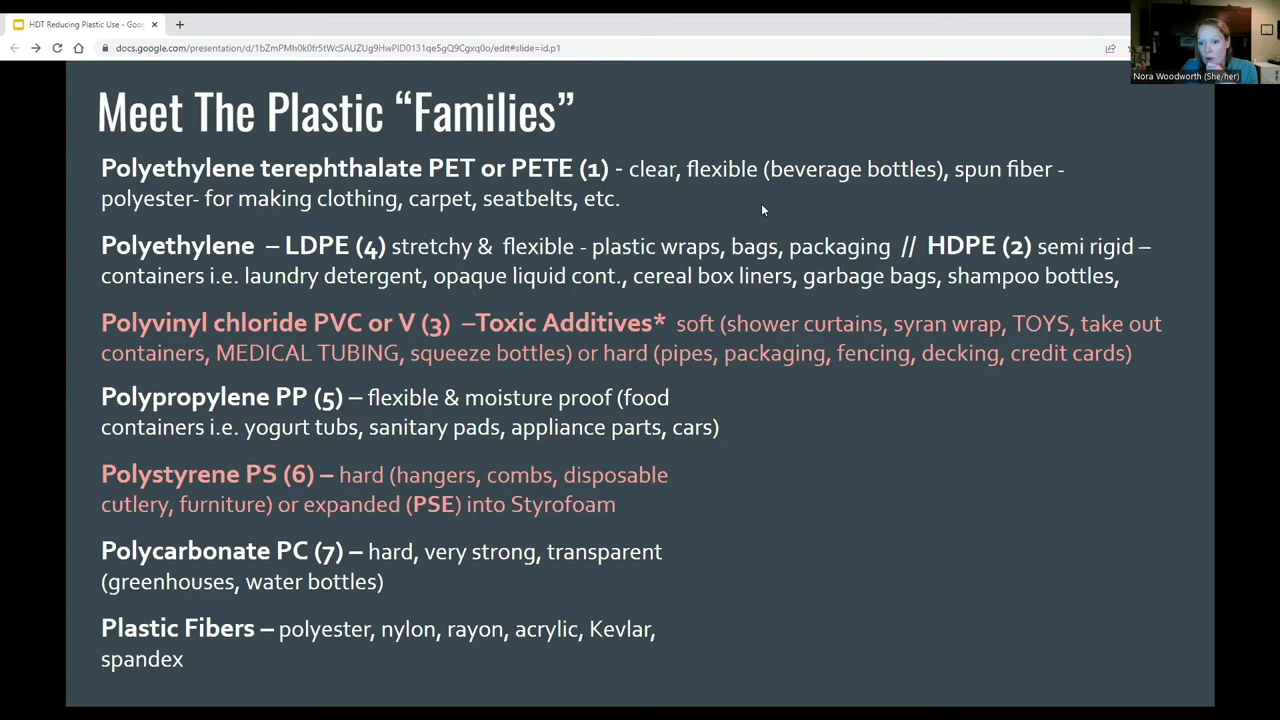 HDT Reducing Plastic Use - Goo
docs.google.com/presentation/d/1bZmPMh0k0fr5tWcSAUZUg9HwPlD0131qe5gQ9Cgxq0o/edit#slide=id.p1
Nora Woodworth (She/her)
Meet The Plastic “Families”
Polyethylene terephthalate PET or PETE (1) - clear, flexible (beverage bottles), spun fiber -
polyester- for making clothing, carpet, seatbelts, etc.
Polyethylene – LDPE (4) stretchy & flexible - plastic wraps, bags, packaging // HDPE (2) semi rigid –
containers i.e. laundry detergent, opaque liquid cont., cereal box liners, garbage bags, shampoo bottles,
Polyvinyl chloride PVC or V (3) –Toxic Additives* soft (shower curtains, syran wrap, TOYS, take out
containers, MEDICAL TUBING, squeeze bottles) or hard (pipes, packaging, fencing, decking, credit cards)
Polypropylene PP (5) – flexible & moisture proof (food
containers i.e. yogurt tubs, sanitary pads, appliance parts, cars)
Polystyrene PS (6) – hard (hangers, combs, disposable
cutlery, furniture) or expanded (PSE) into Styrofoam
Polycarbonate PC (7) – hard, very strong, transparent
(greenhouses, water bottles)
Plastic Fibers – polyester, nylon, rayon, acrylic, Kevlar,
spandex